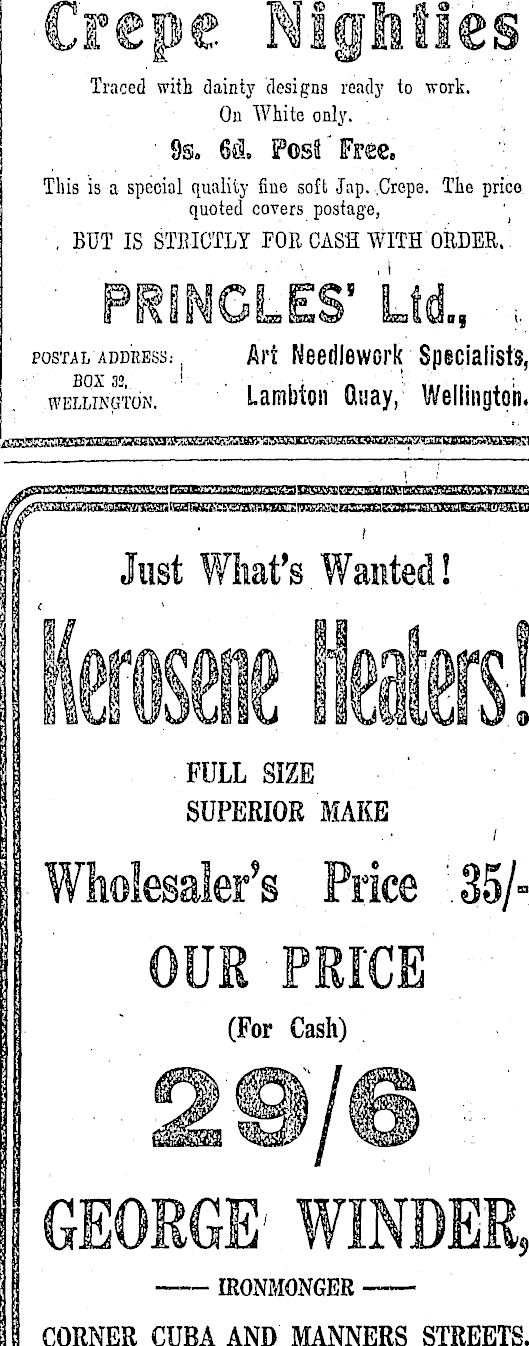 Crepe Nighties
Traced with dainty designs ready to work.
On White only.
9s. 6d. Post Free.
This is a special quality fine soft Jap. Crepe. The price
quoted covers postage,
BUT IS STRICTLY FOR CASH WITH ORDER.
PRINGLES' Ltd.,
POSTAL ADDRESS:
BOX 32,
WELLINGTON.
Art Needlework Specialists,
Lambton Quay, Wellington.
Just What's Wanted!
Kerosene Heaters!
FULL SIZE
SUPERIOR MAKE
Wholesaler's Price 35/-
OUR PRICE
(For Cash)
29/6
GEORGE WINDER,
IRONMONGER
CORNER CUBA AND MANNERS STREETS.